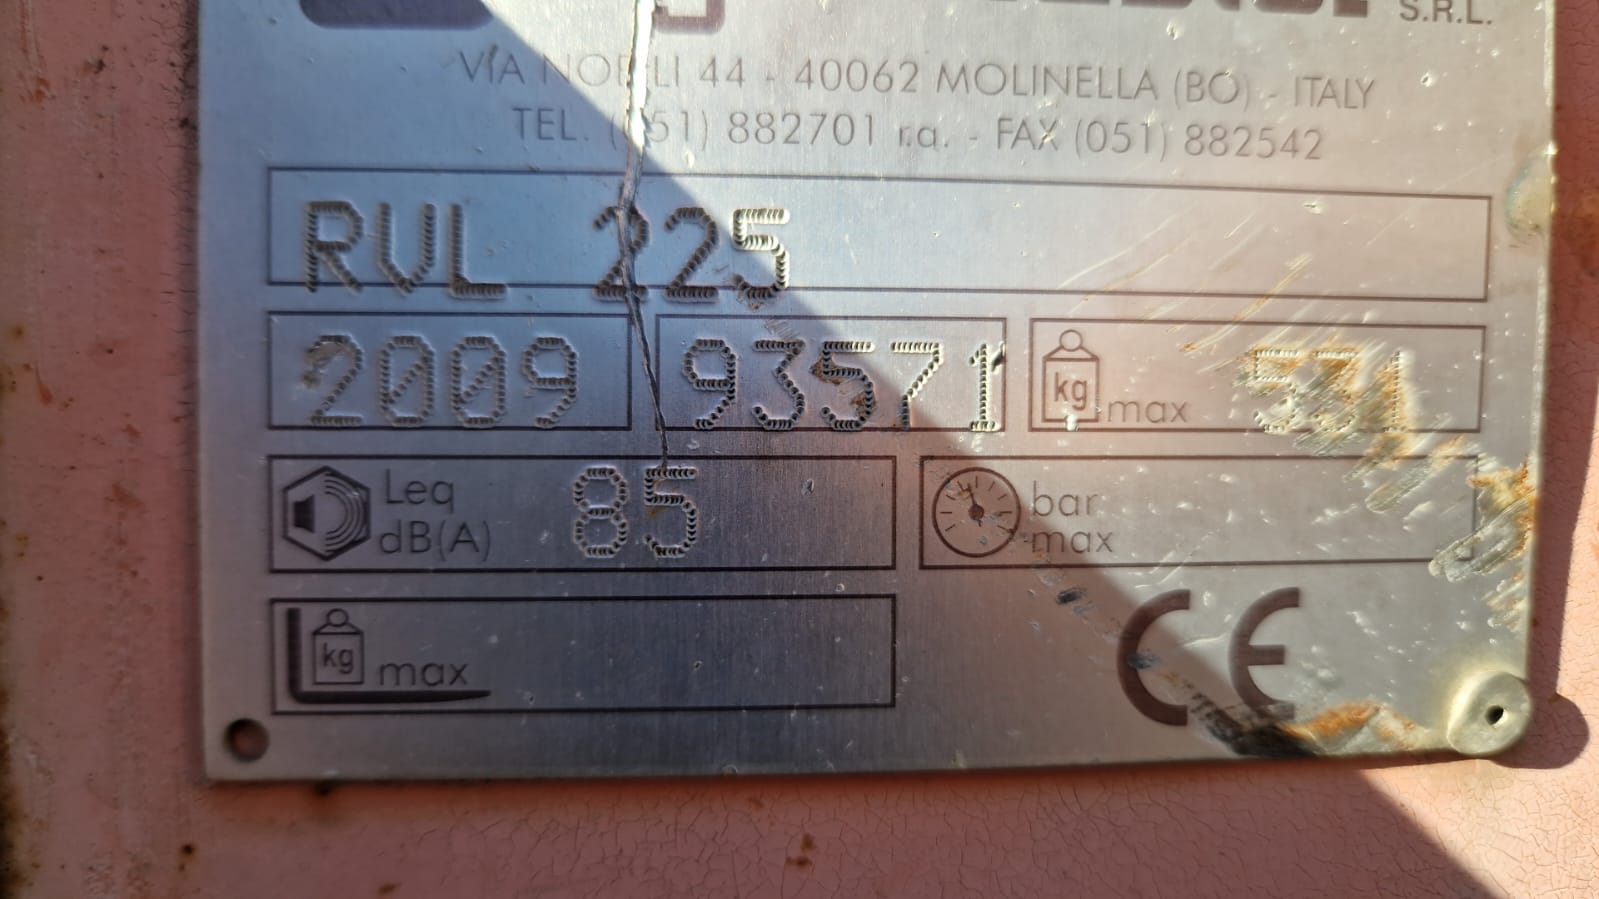 S.R.L.
VIA NOBILI 44 - 40062 MOLINELLA (BO) - ITALY
TEL. (051) 882701 r.a. - FAX (051) 882542
RVL 225
2009 93571 kg max 531
Leq dB(A) 85 bar max
kg max
CE